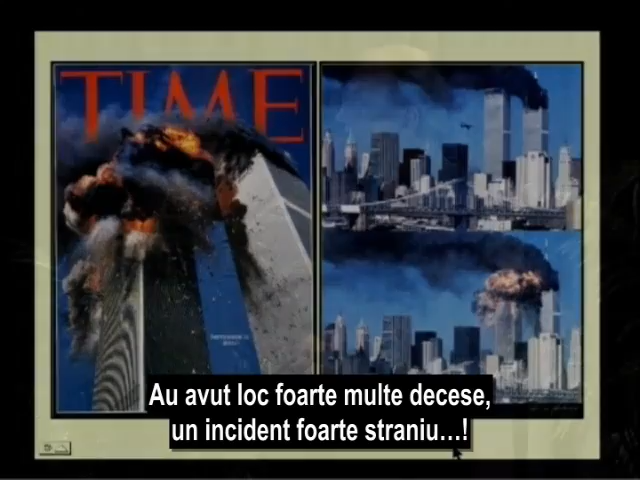 TIME
Au avut loc foarte multe decese,
un incident foarte straniu…!